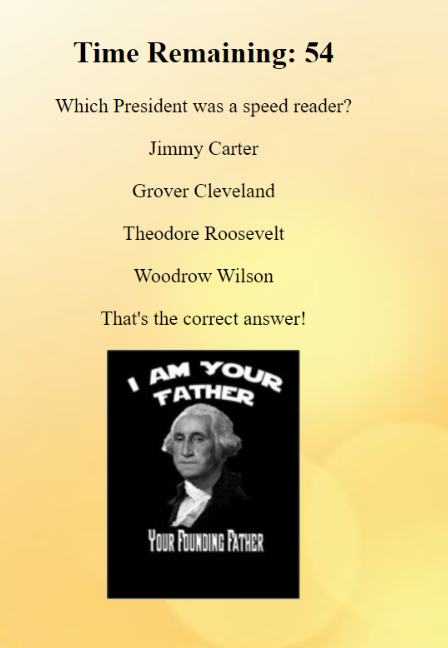 Time Remaining: 54
Which President was a speed reader?
Jimmy Carter
Grover Cleveland
Theodore Roosevelt
Woodrow Wilson
That's the correct answer!
I AM YOUR
FATHER
YOUR FOUNDING FATHER